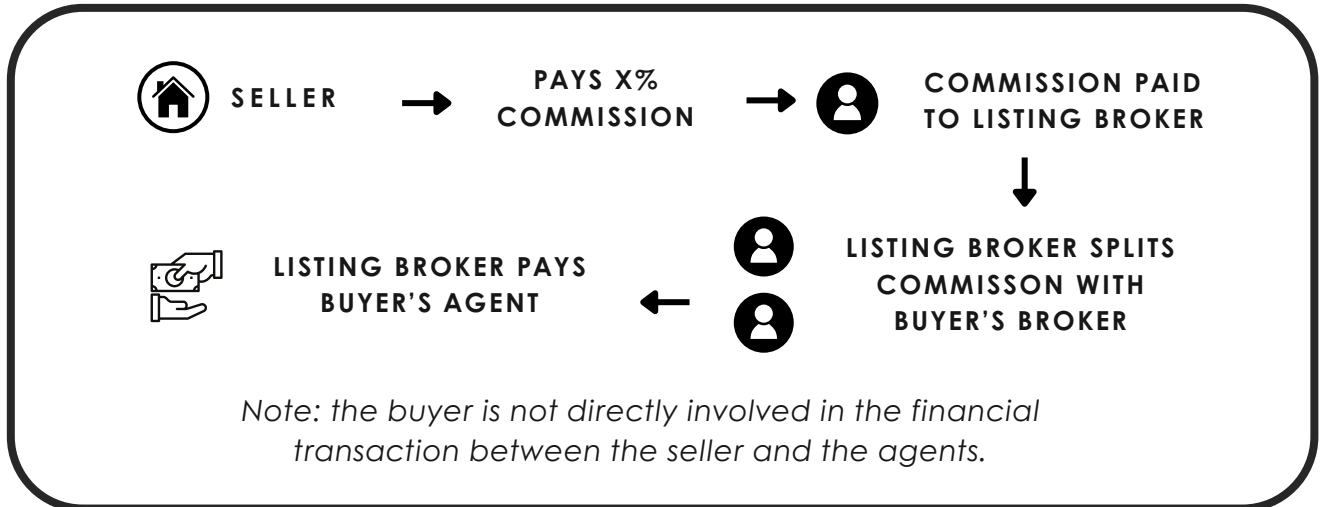 SELLER
PAYS X%
COMMISSION
COMMISSION PAID
TO LISTING BROKER
LISTING BROKER SPLITS
COMMISSON WITH
BUYER'S BROKER
LISTING BROKER PAYS
BUYER'S AGENT
Note: the buyer is not directly involved in the financial
transaction between the seller and the agents.